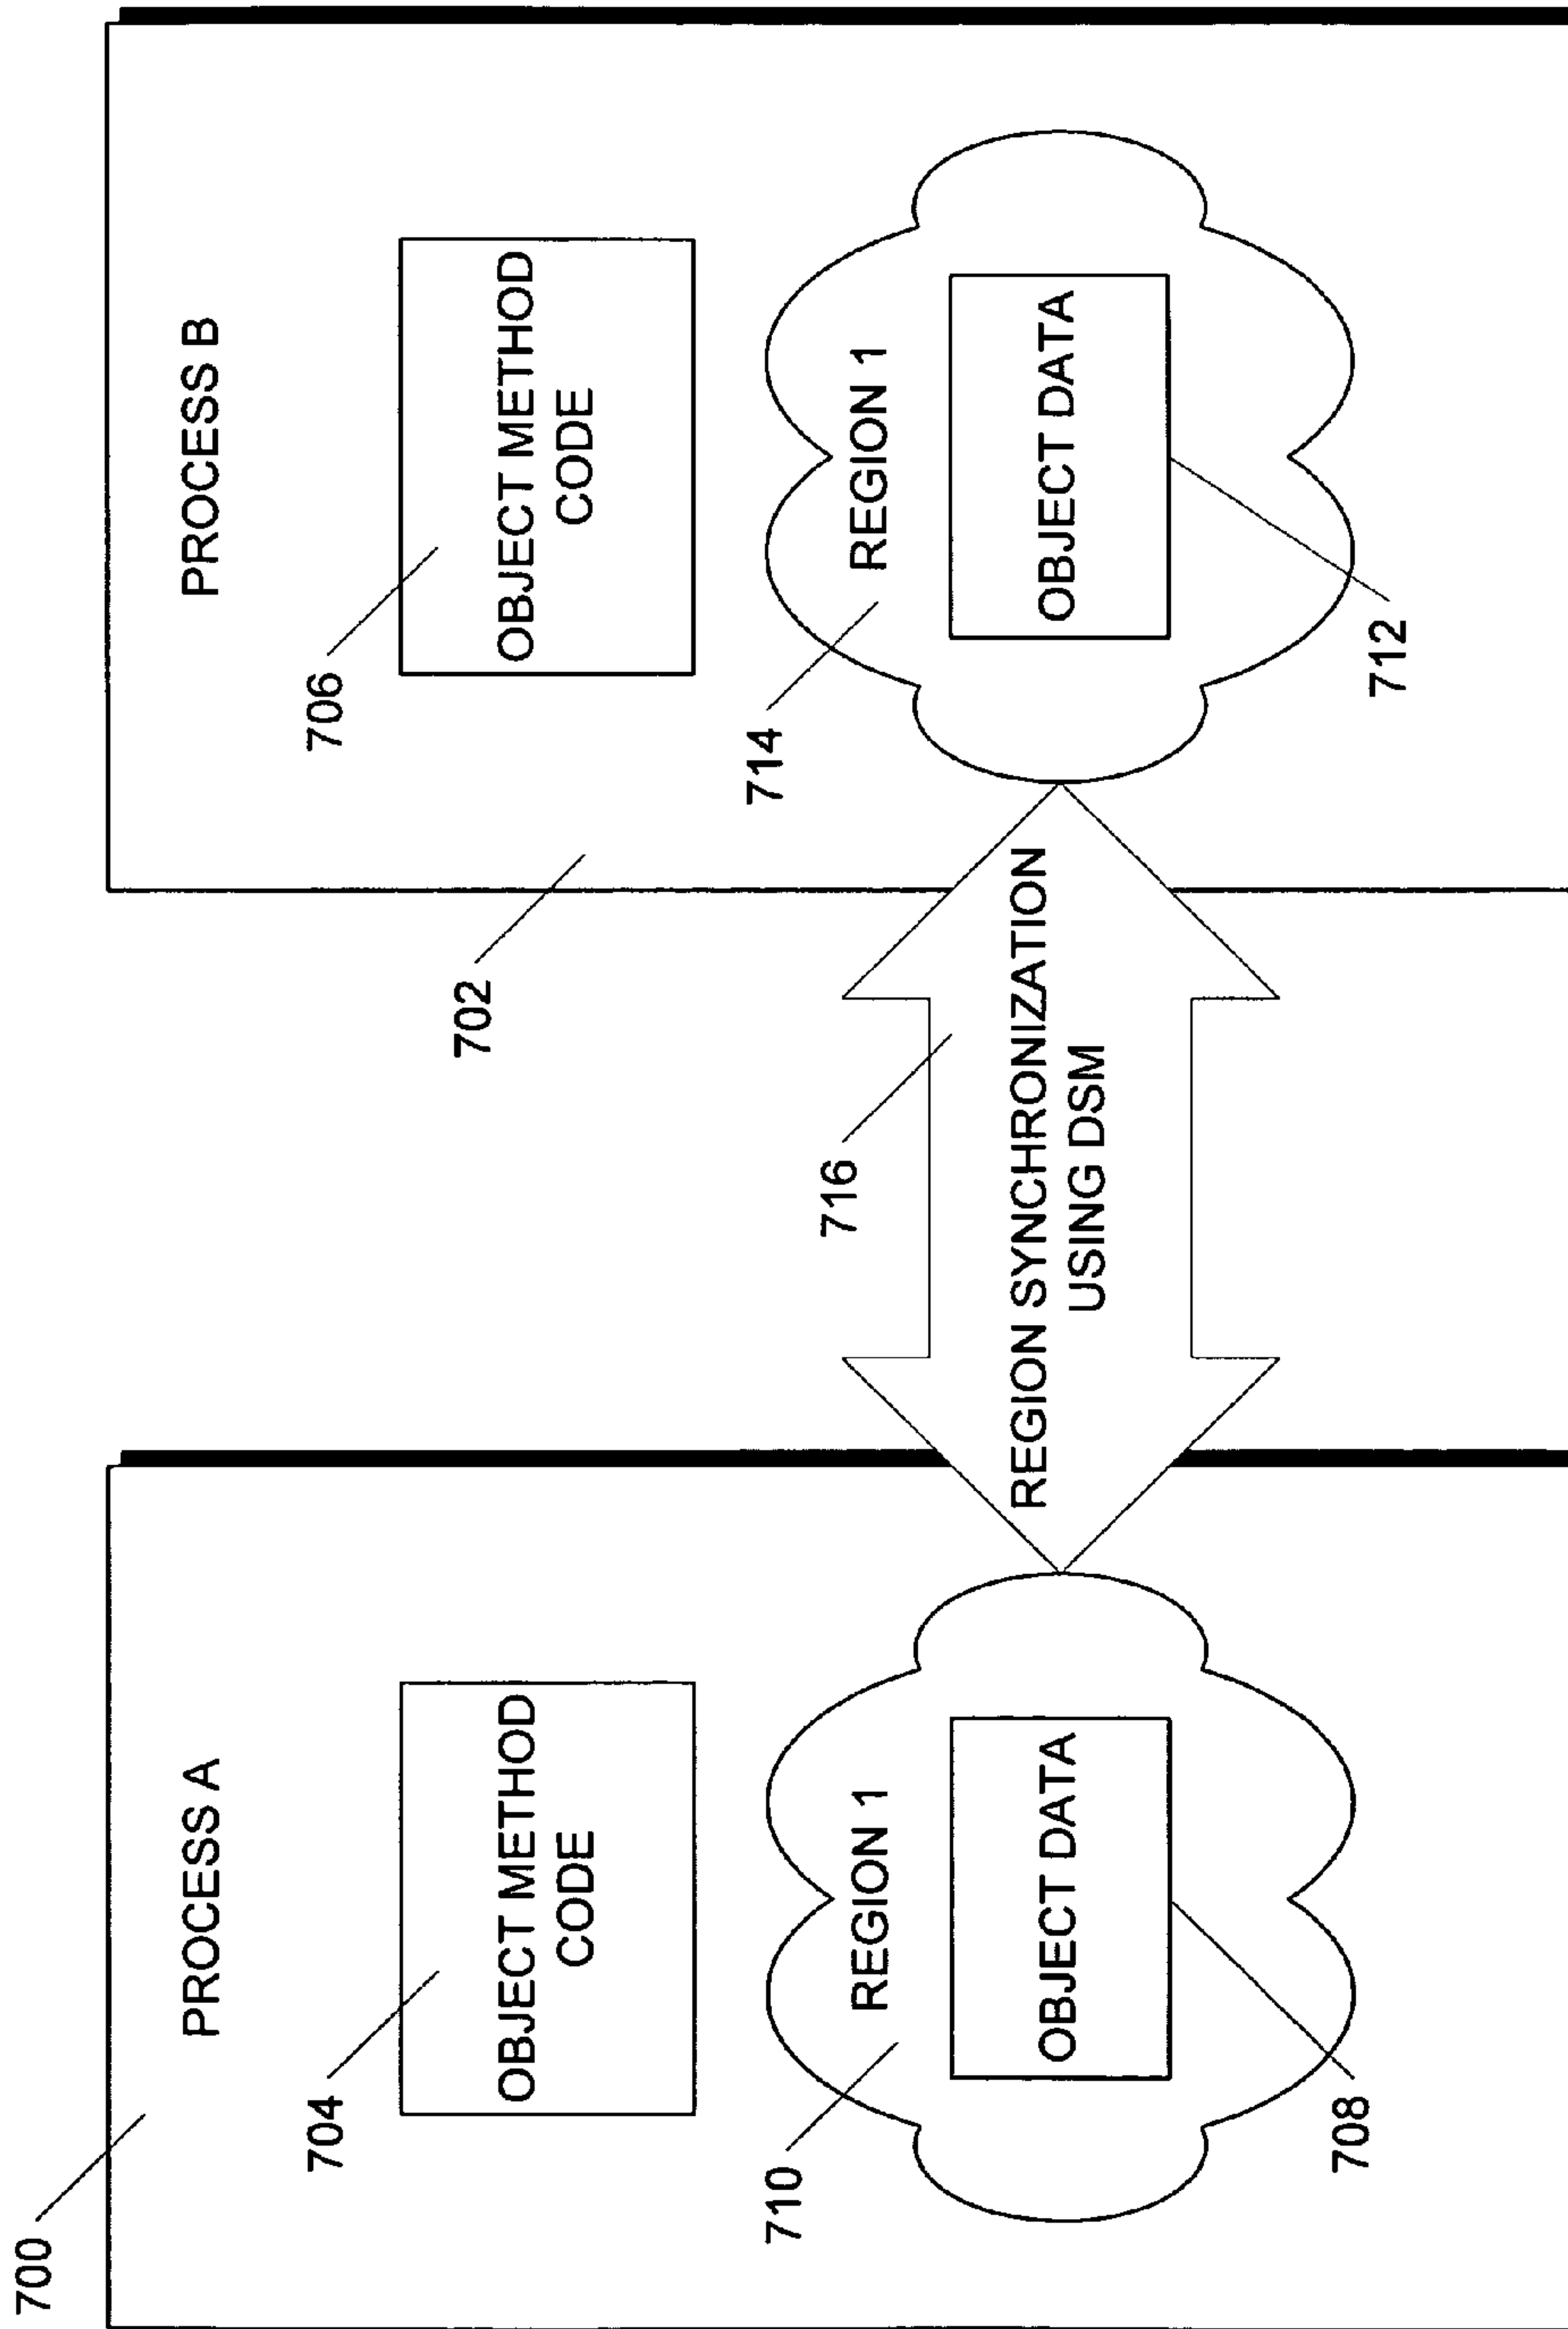 700
PROCESS A
704
OBJECT METHOD
CODE
710
REGION 1
OBJECT DATA
708
716
REGION SYNCHRONIZATION
USING DSM
702
PROCESS B
706
OBJECT METHOD
CODE
714
REGION 1
OBJECT DATA
712